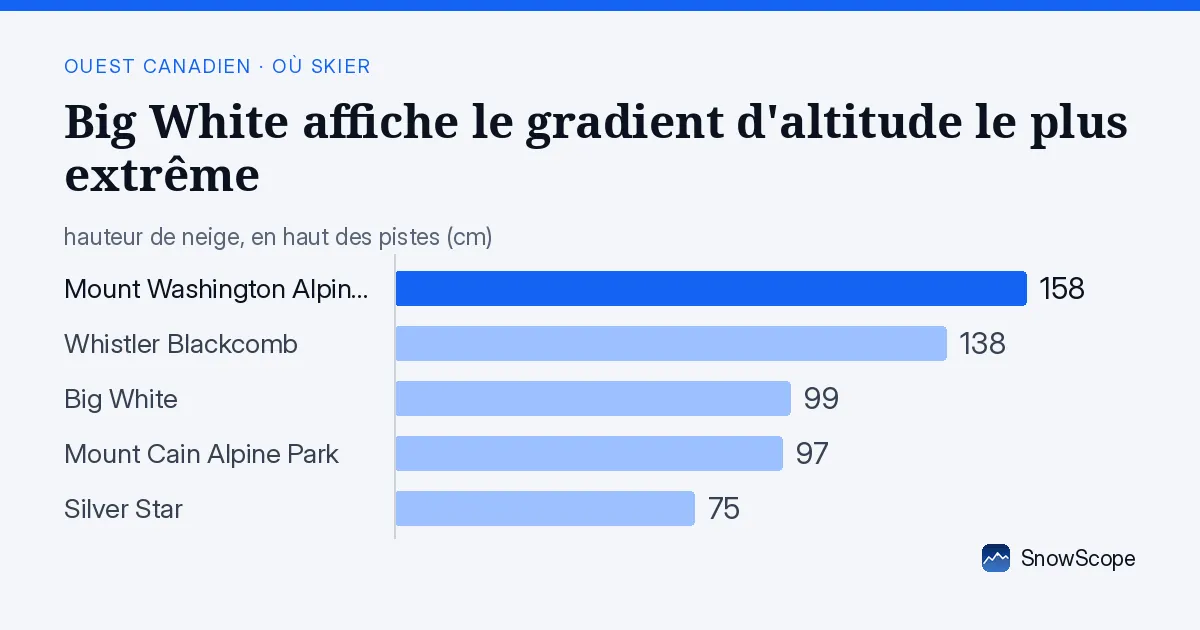 OUEST CANADIEN · OÙ SKIER
Big White affiche le gradient d'altitude le plus
extrême
hauteur de neige, en haut des pistes (cm)
Mount Washington Alpin... 158
Whistler Blackcomb 138
Big White 99
Mount Cain Alpine Park 97
Silver Star 75
SnowScope